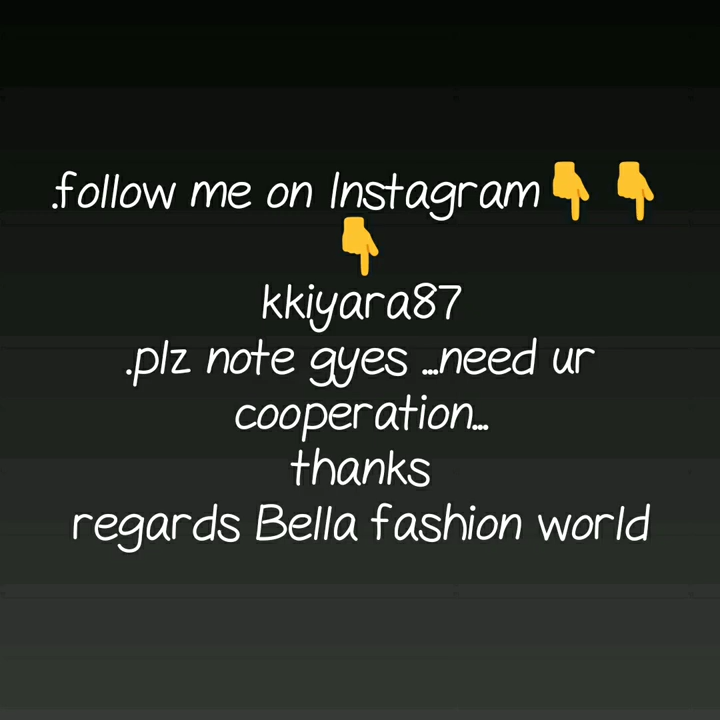 .follow me on Instagram👇 👇
👇
kkiyara87
.plz note gyes ...need ur
cooperation...
thanks
regards Bella fashion world